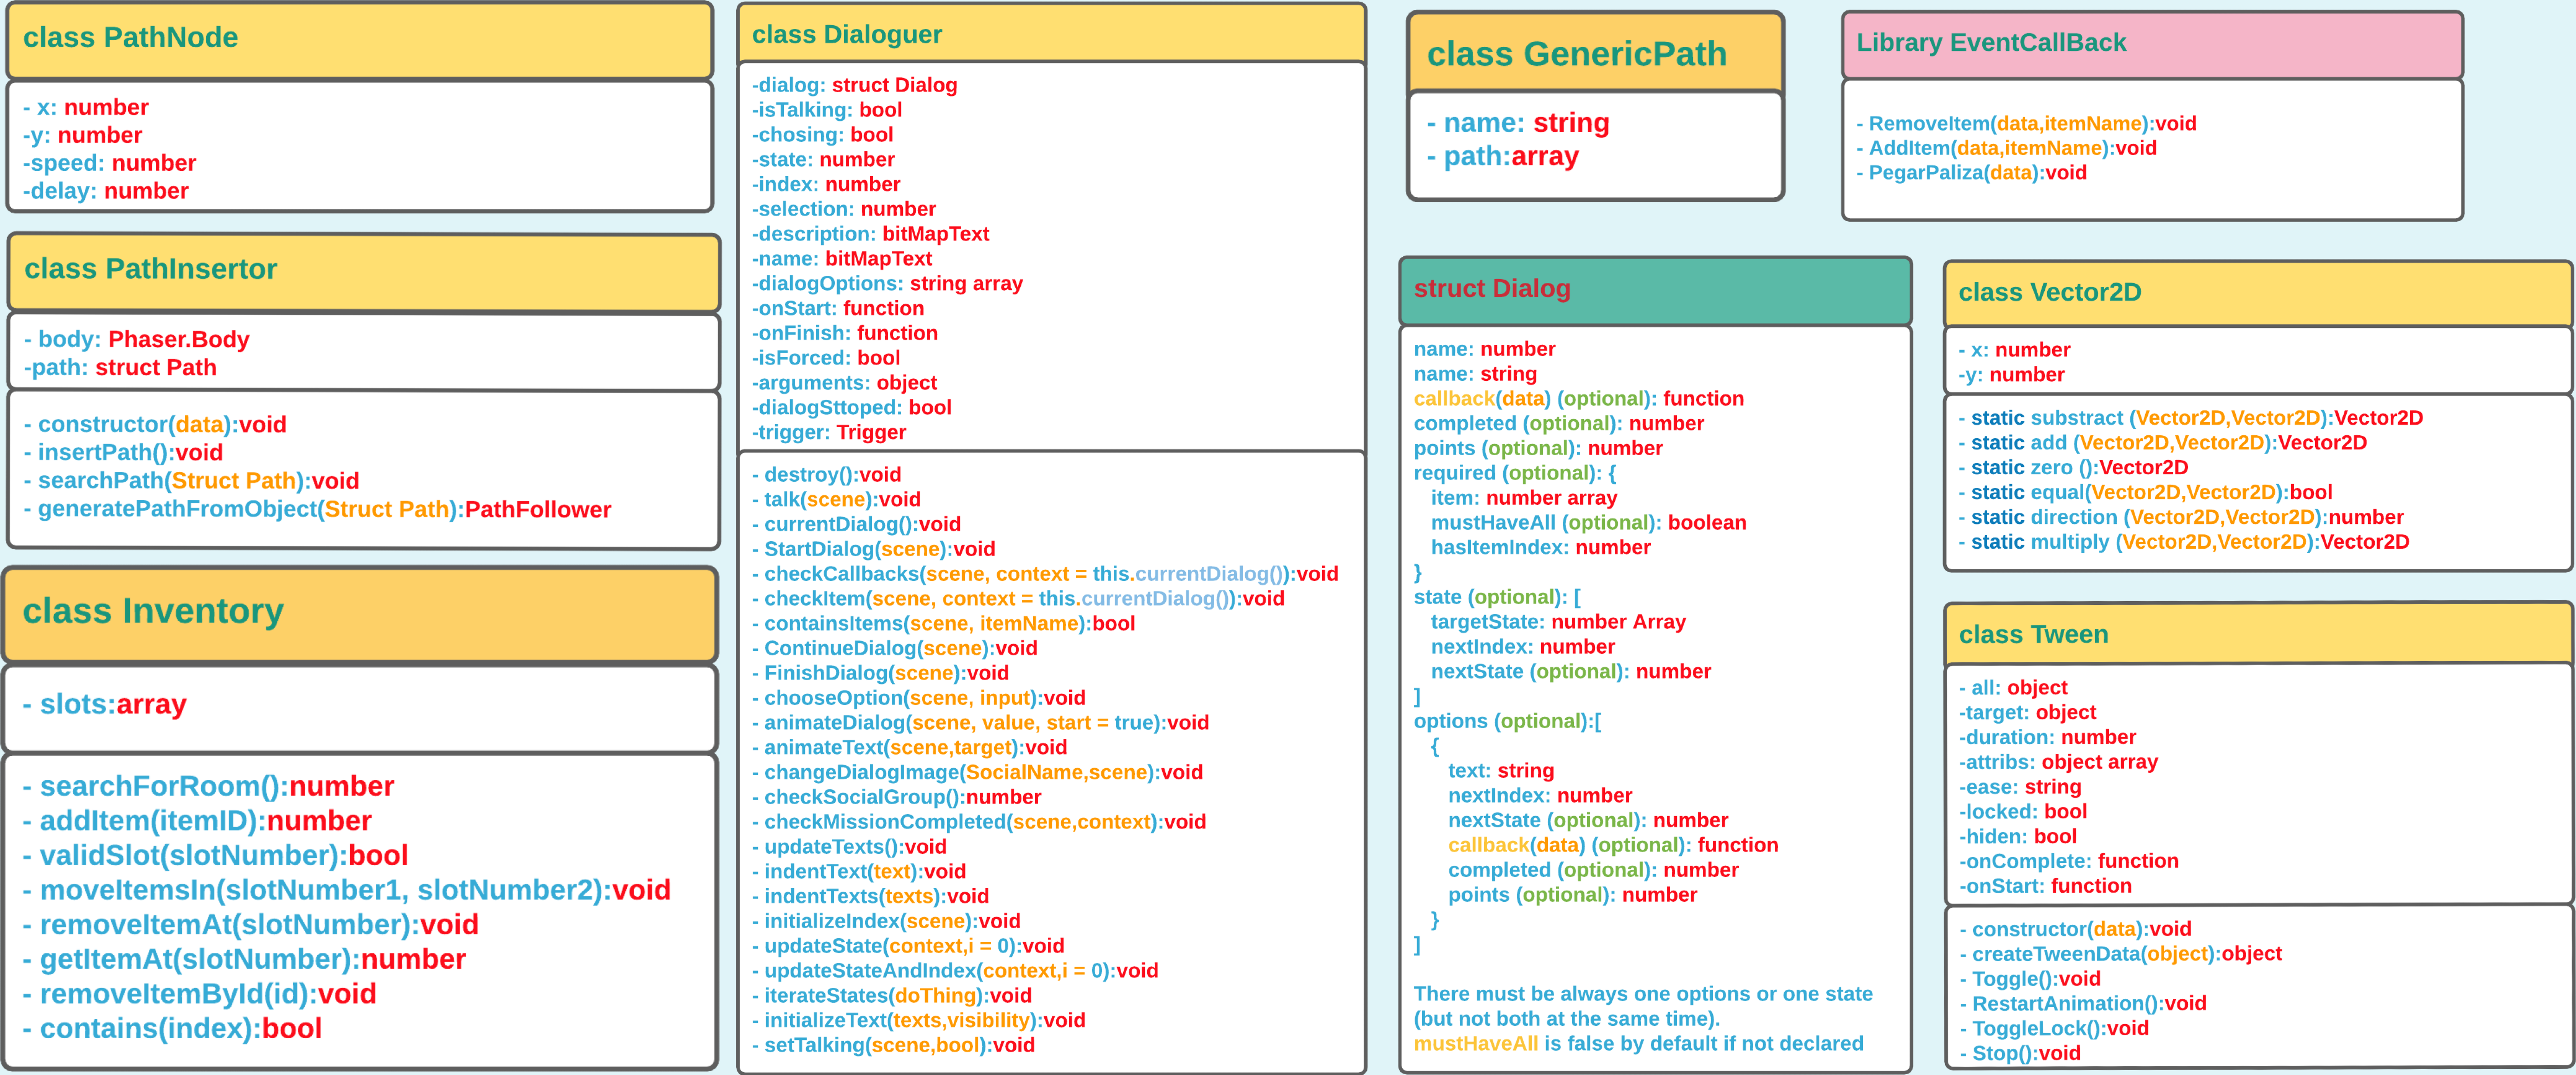 class PathNode
- x: number
-y: number
-speed: number
-delay: number
class PathInsertor
- body: Phaser.Body
-path: struct Path
- constructor(data):void
- insertPath():void
- searchPath(Struct Path):void
- generatePathFromObject(Struct Path):PathFollower
class Inventory
- slots:array
- searchForRoom():number
- addItem(itemID):number
- validSlot(slotNumber):bool
- moveItemsIn(slotNumber1, slotNumber2):void
- removeItemAt(slotNumber):void
- getItemAt(slotNumber):number
- removeItemById(id):void
- contains(index):bool
class Dialoguer
-dialog: struct Dialog
-isTalking: bool
-chosing: bool
-state: number
-index: number
-selection: number
-description: bitMapText
-name: bitMapText
-dialogOptions: string array
-onStart: function
-onFinish: function
-isForced: bool
-arguments: object
-dialogSttoped: bool
-trigger: Trigger
- destroy():void
- talk(scene):void
- currentDialog():void
- StartDialog(scene):void
- checkCallbacks(scene, context = this.currentDialog()):void
- checkItem(scene, context = this.currentDialog()):void
- containsItems(scene, itemName):bool
- ContinueDialog(scene):void
- FinishDialog(scene):void
- chooseOption(scene, input):void
- animateDialog(scene, value, start = true):void
- animateText(scene,target):void
- changeDialogImage(SocialName,scene):void
- checkSocialGroup():number
- checkMissionCompleted(scene,context):void
- updateTexts():void
- indentText(text):void
- indentTexts(texts):void
- initializeIndex(scene):void
- updateState(context,i = 0):void
- updateStateAndIndex(context,i = 0):void
- iterateStates(doThing):void
- initializeText(texts,visibility):void
- setTalking(scene,bool):void
class GenericPath
- name: string
- path:array
Library EventCallBack
- RemoveItem(data,itemName):void
- AddItem(data,itemName):void
- PegarPaliza(data):void
struct Dialog
name: number
name: string
callback(data) (optional): function
completed (optional): number
points (optional): number
required (optional): {
item: number array
mustHaveAll (optional): boolean
hasItemIndex: number
}
state (optional): [
targetState: number Array
nextIndex: number
nextState (optional): number
]
options (optional):[
{
text: string
nextIndex: number
nextState (optional): number
callback(data) (optional): function
completed (optional): number
points (optional): number
}
]
There must be always one options or one state
(but not both at the same time).
mustHaveAll is false by default if not declared
class Vector2D
- x: number
-y: number
- static substract (Vector2D,Vector2D):Vector2D
- static add (Vector2D,Vector2D):Vector2D
- static zero ():Vector2D
- static equal(Vector2D,Vector2D):bool
- static direction (Vector2D,Vector2D):number
- static multiply (Vector2D,Vector2D):Vector2D
class Tween
- all: object
-target: object
-duration: number
-attribs: object array
-ease: string
-locked: bool
-hiden: bool
-onComplete: function
-onStart: function
- constructor(data):void
- createTweenData(object):object
- Toggle():void
- RestartAnimation():void
- ToggleLock():void
- Stop():void